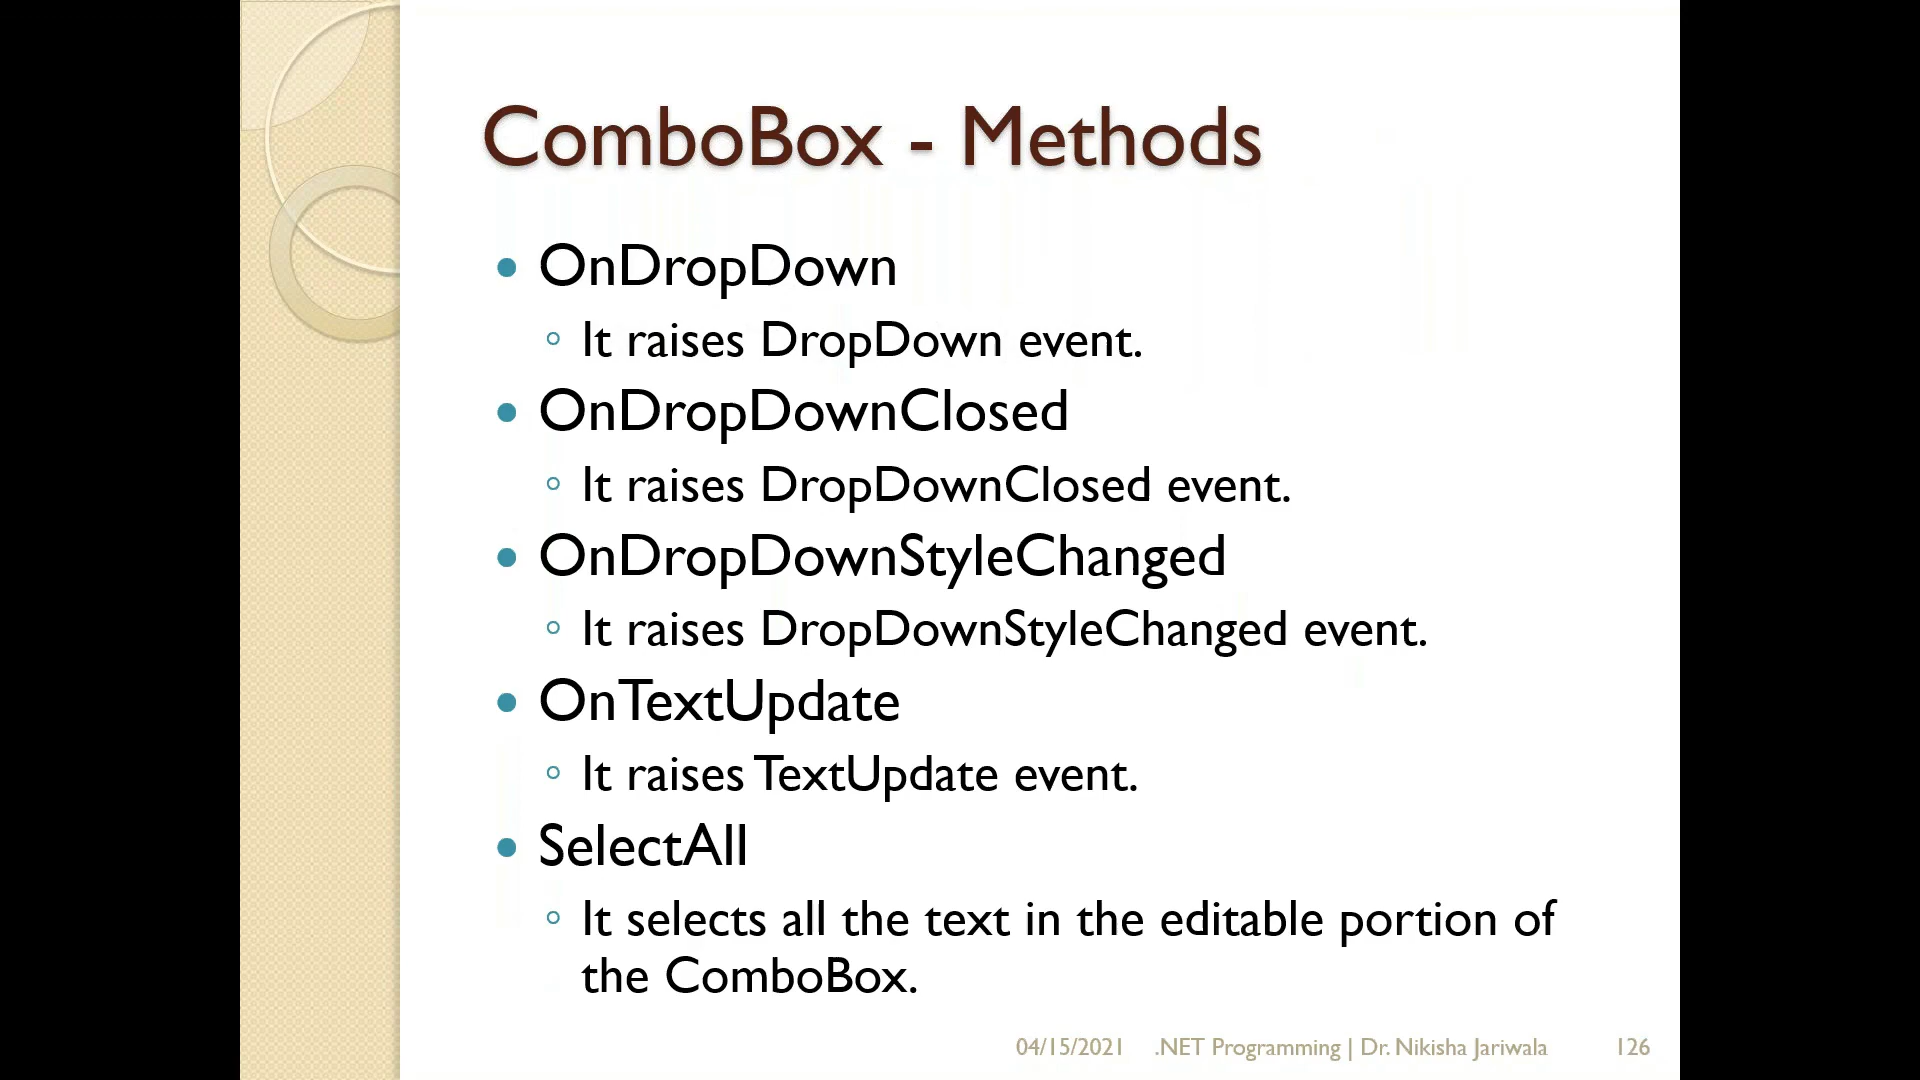 ComboBox - Methods
• OnDropDown
◦ It raises DropDown event.
• OnDropDownClosed
◦ It raises DropDownClosed event.
• OnDropDownStyleChanged
◦ It raises DropDownStyleChanged event.
• OnTextUpdate
◦ It raises TextUpdate event.
• SelectAll
◦ It selects all the text in the editable portion of
the ComboBox.
04/15/2021 .NET Programming | Dr. Nikisha Jariwala 126